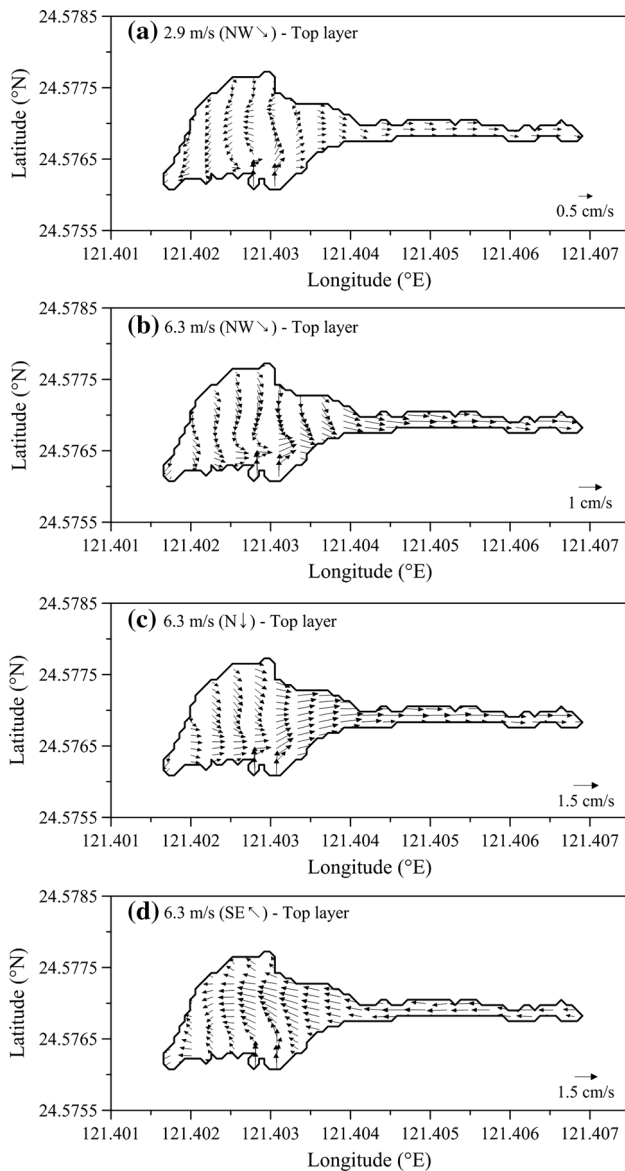 (a) 2.9 m/s (NW↘) - Top layer
24.5785
24.5775
24.5765
24.5755
Latitude (°N)
0.5 cm/s
121.401 121.402 121.403 121.404 121.405 121.406 121.407
Longitude (°E)
(b) 6.3 m/s (NW↘) - Top layer
24.5785
24.5775
24.5765
24.5755
Latitude (°N)
1 cm/s
121.401 121.402 121.403 121.404 121.405 121.406 121.407
Longitude (°E)
(c) 6.3 m/s (N↓) - Top layer
24.5785
24.5775
24.5765
24.5755
Latitude (°N)
1.5 cm/s
121.401 121.402 121.403 121.404 121.405 121.406 121.407
Longitude (°E)
(d) 6.3 m/s (SE↖) - Top layer
24.5785
24.5775
24.5765
24.5755
Latitude (°N)
1.5 cm/s
121.401 121.402 121.403 121.404 121.405 121.406 121.407
Longitude (°E)